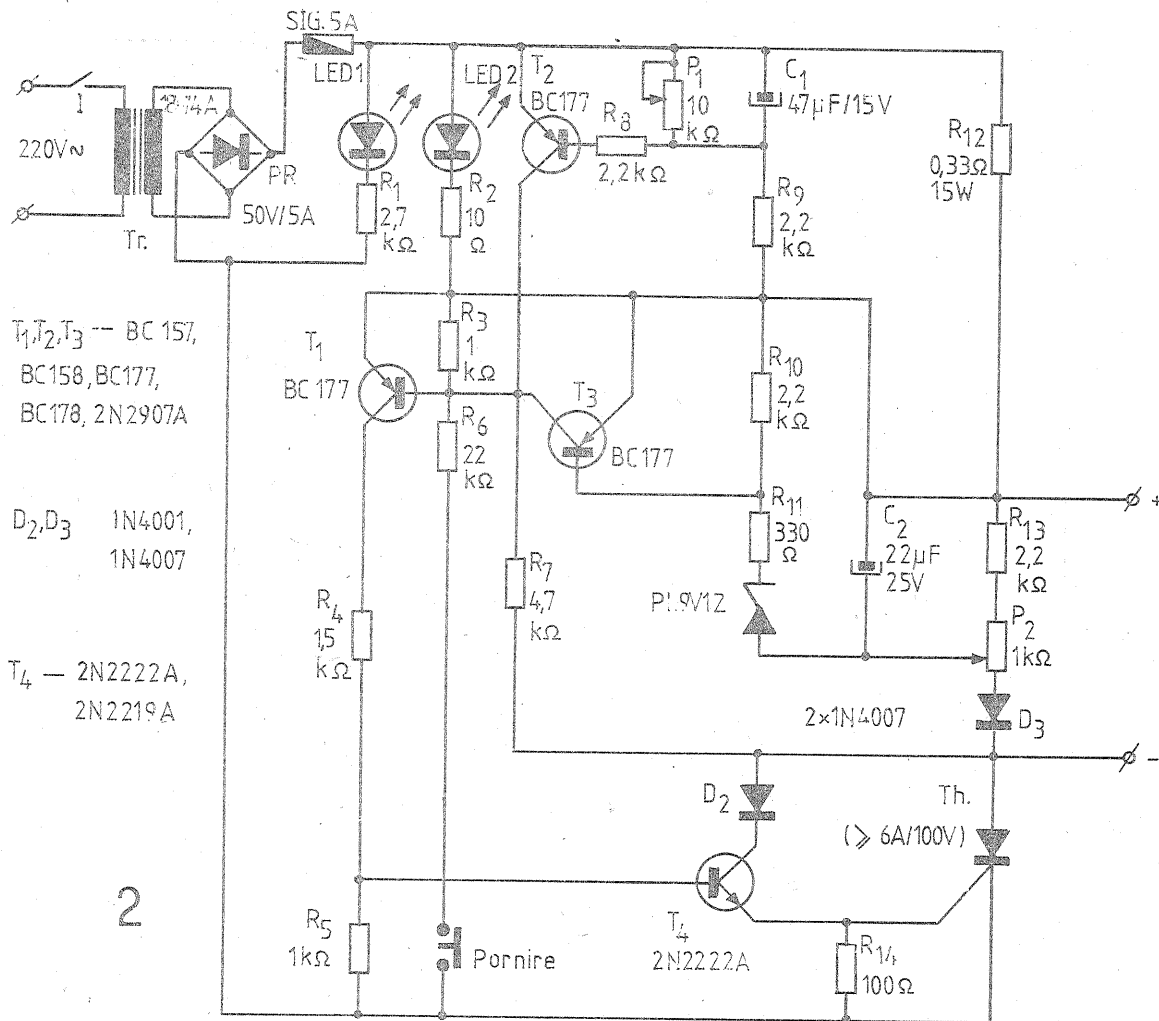 SIG. 5A
LED1
LED2
T2
BC177
P1
10
kΩ
C1
47µF/15V
I
220V~
PR
50V/5A
Tr.
R1
2,7
kΩ
R2
10
Ω
R8
2,2kΩ
R9
2,2
kΩ
R12
0,33Ω
15W
T1,T2,T3 — BC 157,
BC158, BC177,
BC178, 2N2907A
D2,D3 1N4001,
1N4007
T4 — 2N2222A,
2N2219A
T1
BC 177
R3
1
kΩ
R6
22
kΩ
T3
BC177
R10
2,2
kΩ
R11
330
Ω
C2
22µF
25V
+
R13
2,2
kΩ
R7
4,7
kΩ
R4
1,5
kΩ
P2
1kΩ
2×1N4007
D3
-
D2
Th.
(⩾ 6A/100V)
2
R5
1kΩ
Pornire
T4
2N2222A
R14
100Ω